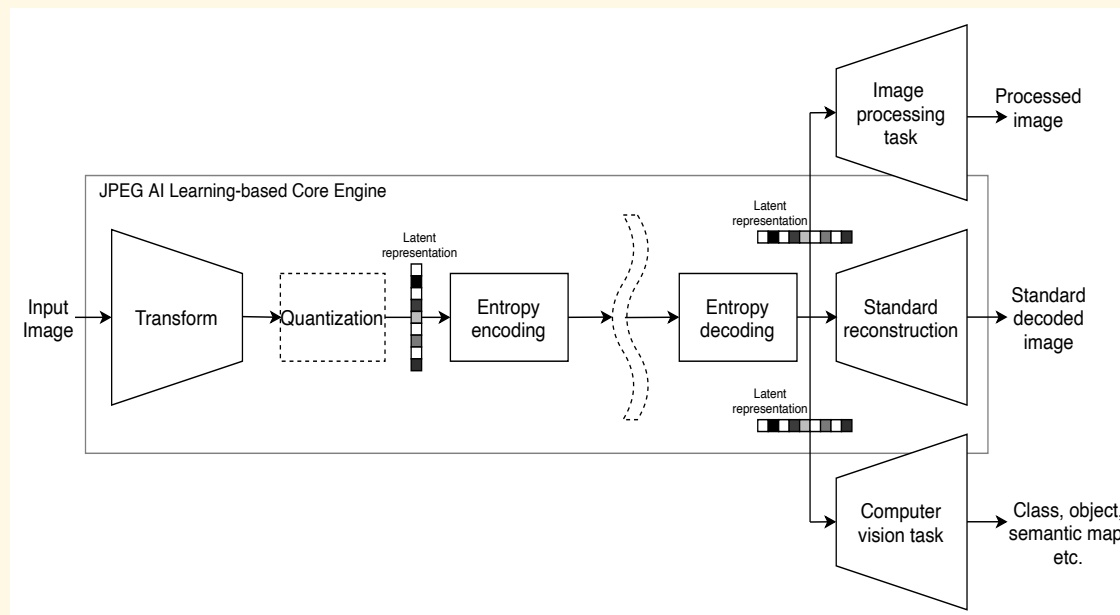 Image
processing
task
Processed
image
JPEG AI Learning-based Core Engine
Latent
representation
Latent
representation
Input
Image
Transform
Quantization
Entropy
encoding
Entropy
decoding
Standard
reconstruction
Standard
decoded
image
Latent
representation
Computer
vision task
Class, object,
semantic map
etc.